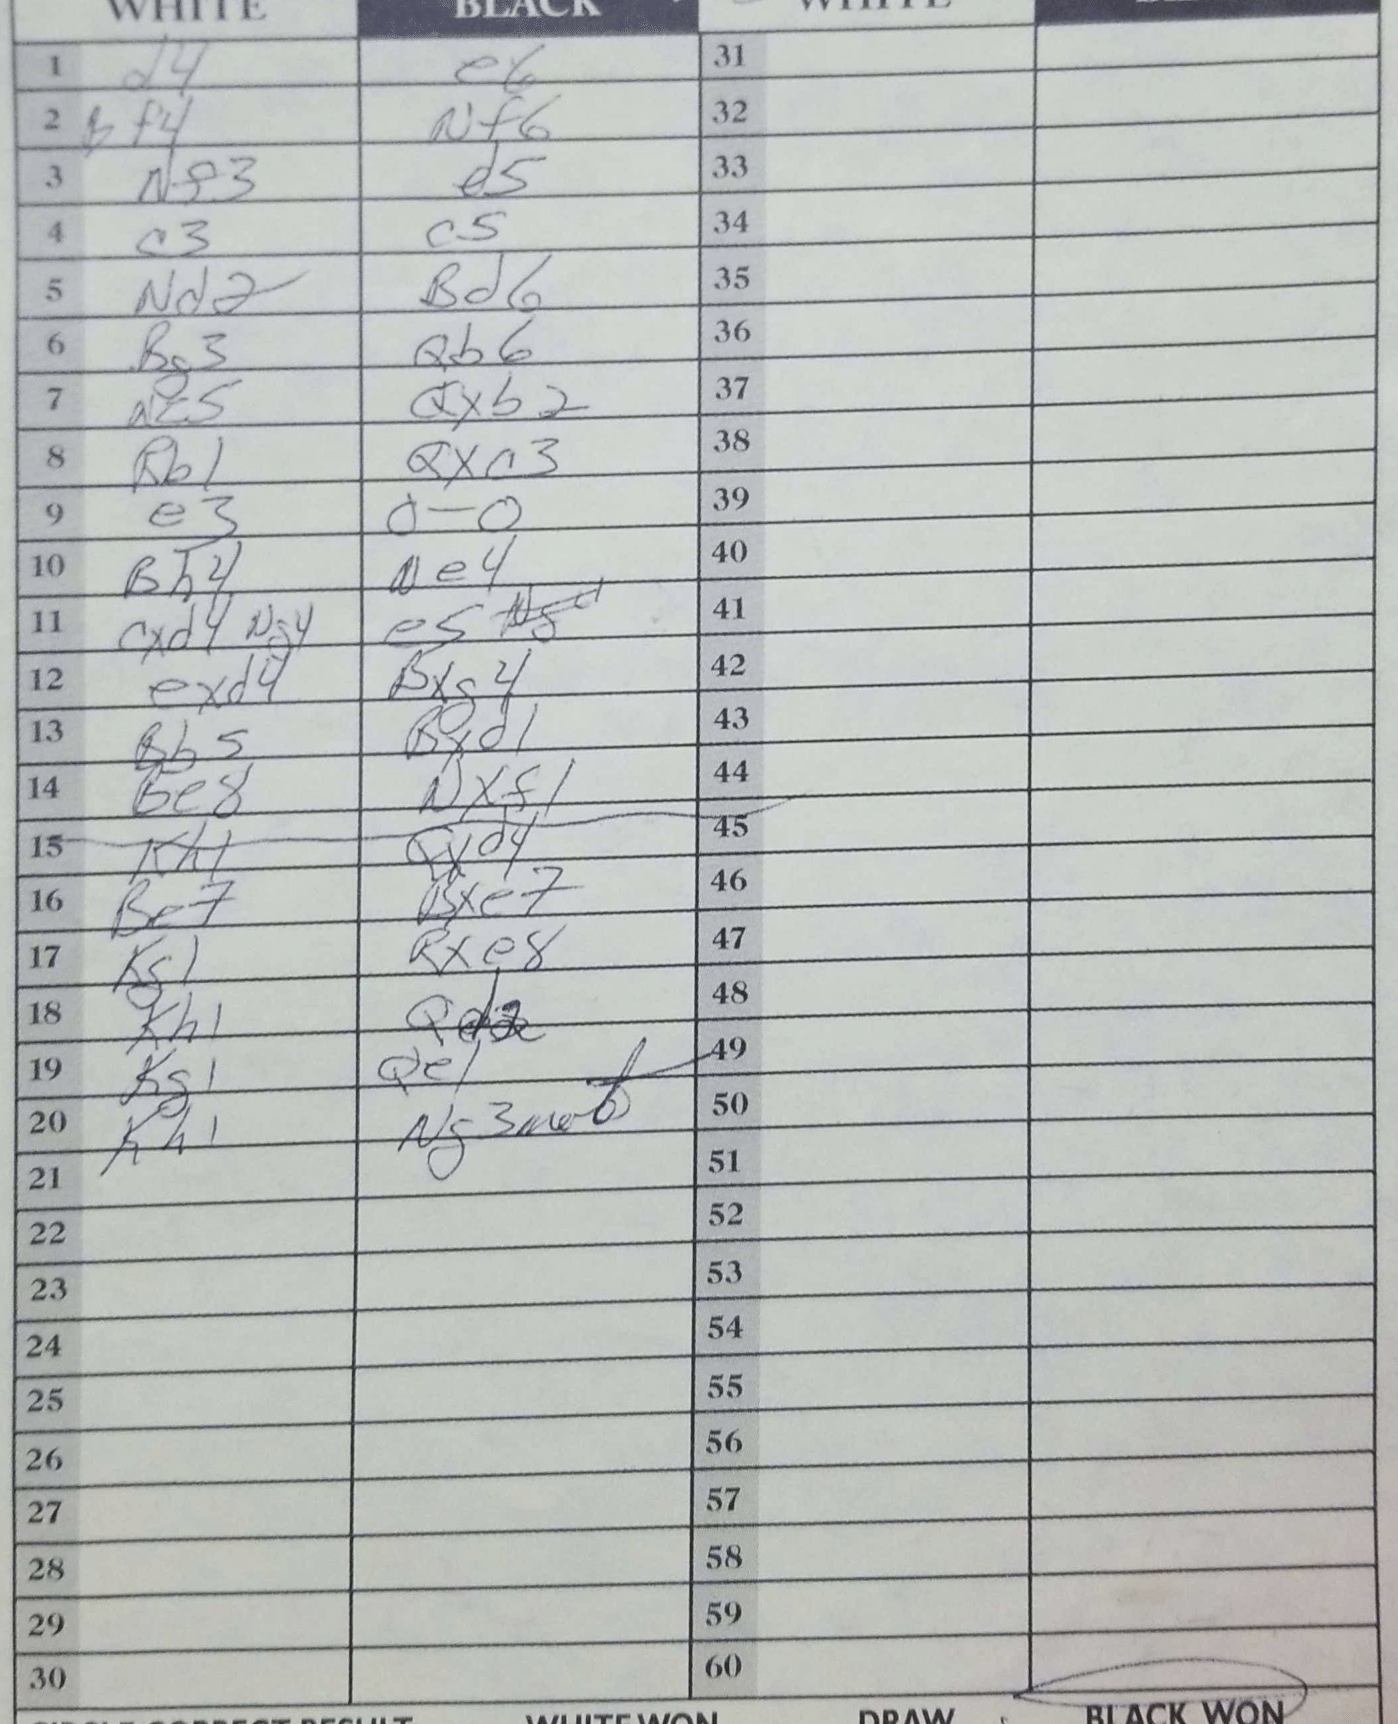 WHITE BLACK WHITE
1 d4 e6 31
2 Bf4 Nf6 32
3 Nf3 d5 33
4 c3 c5 34
5 Nd2 Bd6 35
6 Bg3 Qb6 36
7 Ne5 Qxb2 37
8 Rb1 Qxc3 38
9 e3 0-0 39
10 Bh4 Ne4 40
11 cxd4 Ng4 e5 41
12 exd4 Bxg4 42
13 Bb5 Bxd1 43
14 Be8 Nxf1 44
15 Kh1 Qxd4 45
16 Be7 Bxe7 46
17 Kg1 Rxe8 47
18 Kh1 48
19 Kg1 Qe1 49
20 Kh1 Ng3 50
21 51
22 52
23 53
24 54
25 55
26 56
27 57
28 58
29 59
30 60
CIRCLE CORRECT RESULT WHITE WON DRAW BLACK WON